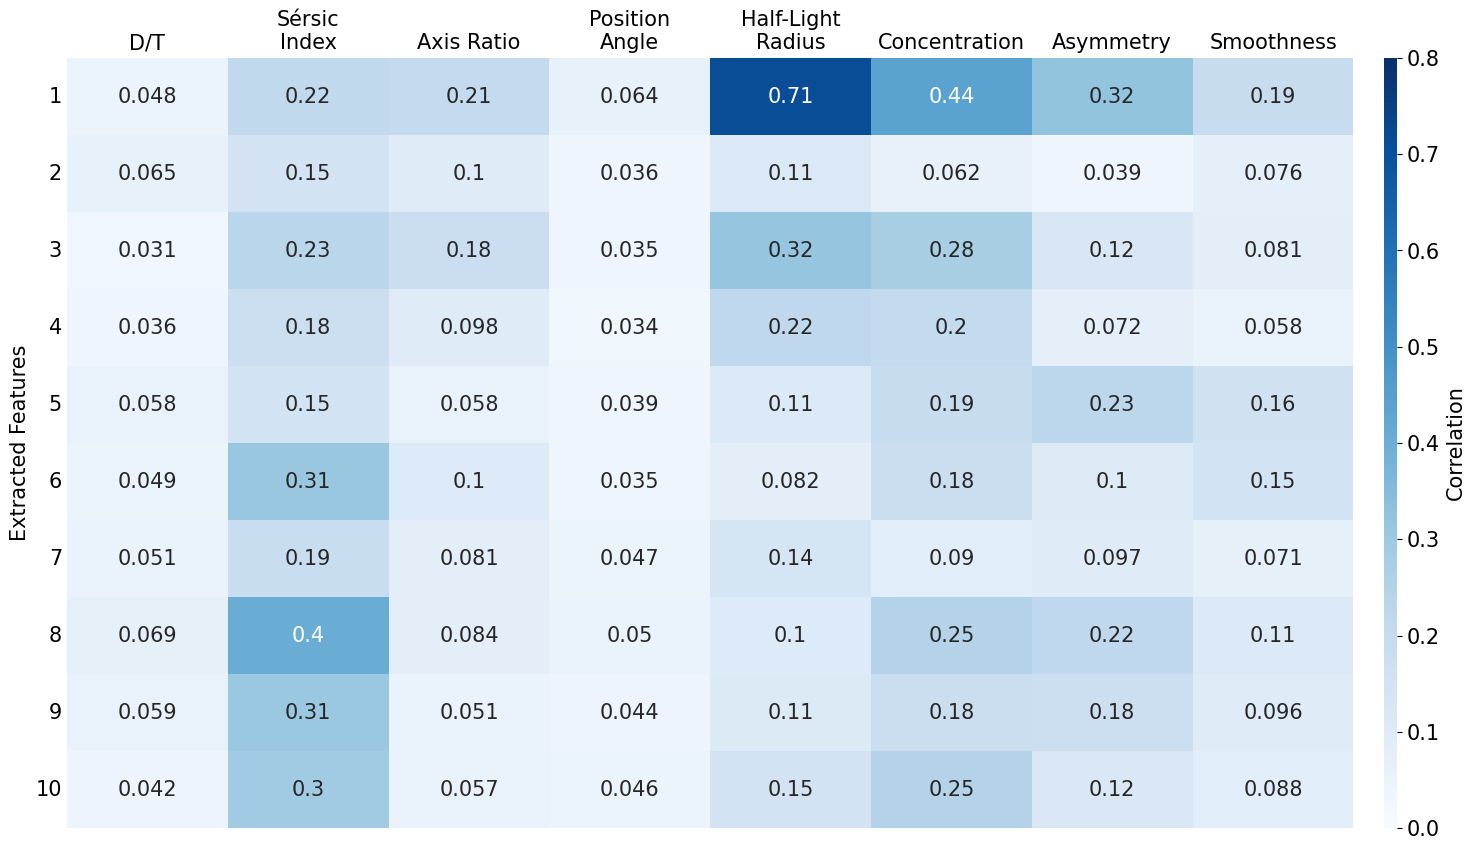 Sérsic
Index
Position
Angle
Half-Light
Radius
D/T
Axis Ratio
Concentration
Asymmetry
Smoothness
1 0.048 0.22 0.21 0.064 0.71 0.44 0.32 0.19
2 0.065 0.15 0.1 0.036 0.11 0.062 0.039 0.076
3 0.031 0.23 0.18 0.035 0.32 0.28 0.12 0.081
4 0.036 0.18 0.098 0.034 0.22 0.2 0.072 0.058
5 0.058 0.15 0.058 0.039 0.11 0.19 0.23 0.16
6 0.049 0.31 0.1 0.035 0.082 0.18 0.1 0.15
7 0.051 0.19 0.081 0.047 0.14 0.09 0.097 0.071
8 0.069 0.4 0.084 0.05 0.1 0.25 0.22 0.11
9 0.059 0.31 0.051 0.044 0.11 0.18 0.18 0.096
10 0.042 0.3 0.057 0.046 0.15 0.25 0.12 0.088
Extracted Features
0.8
0.7
0.6
0.5
0.4
0.3
0.2
0.1
0.0
Correlation